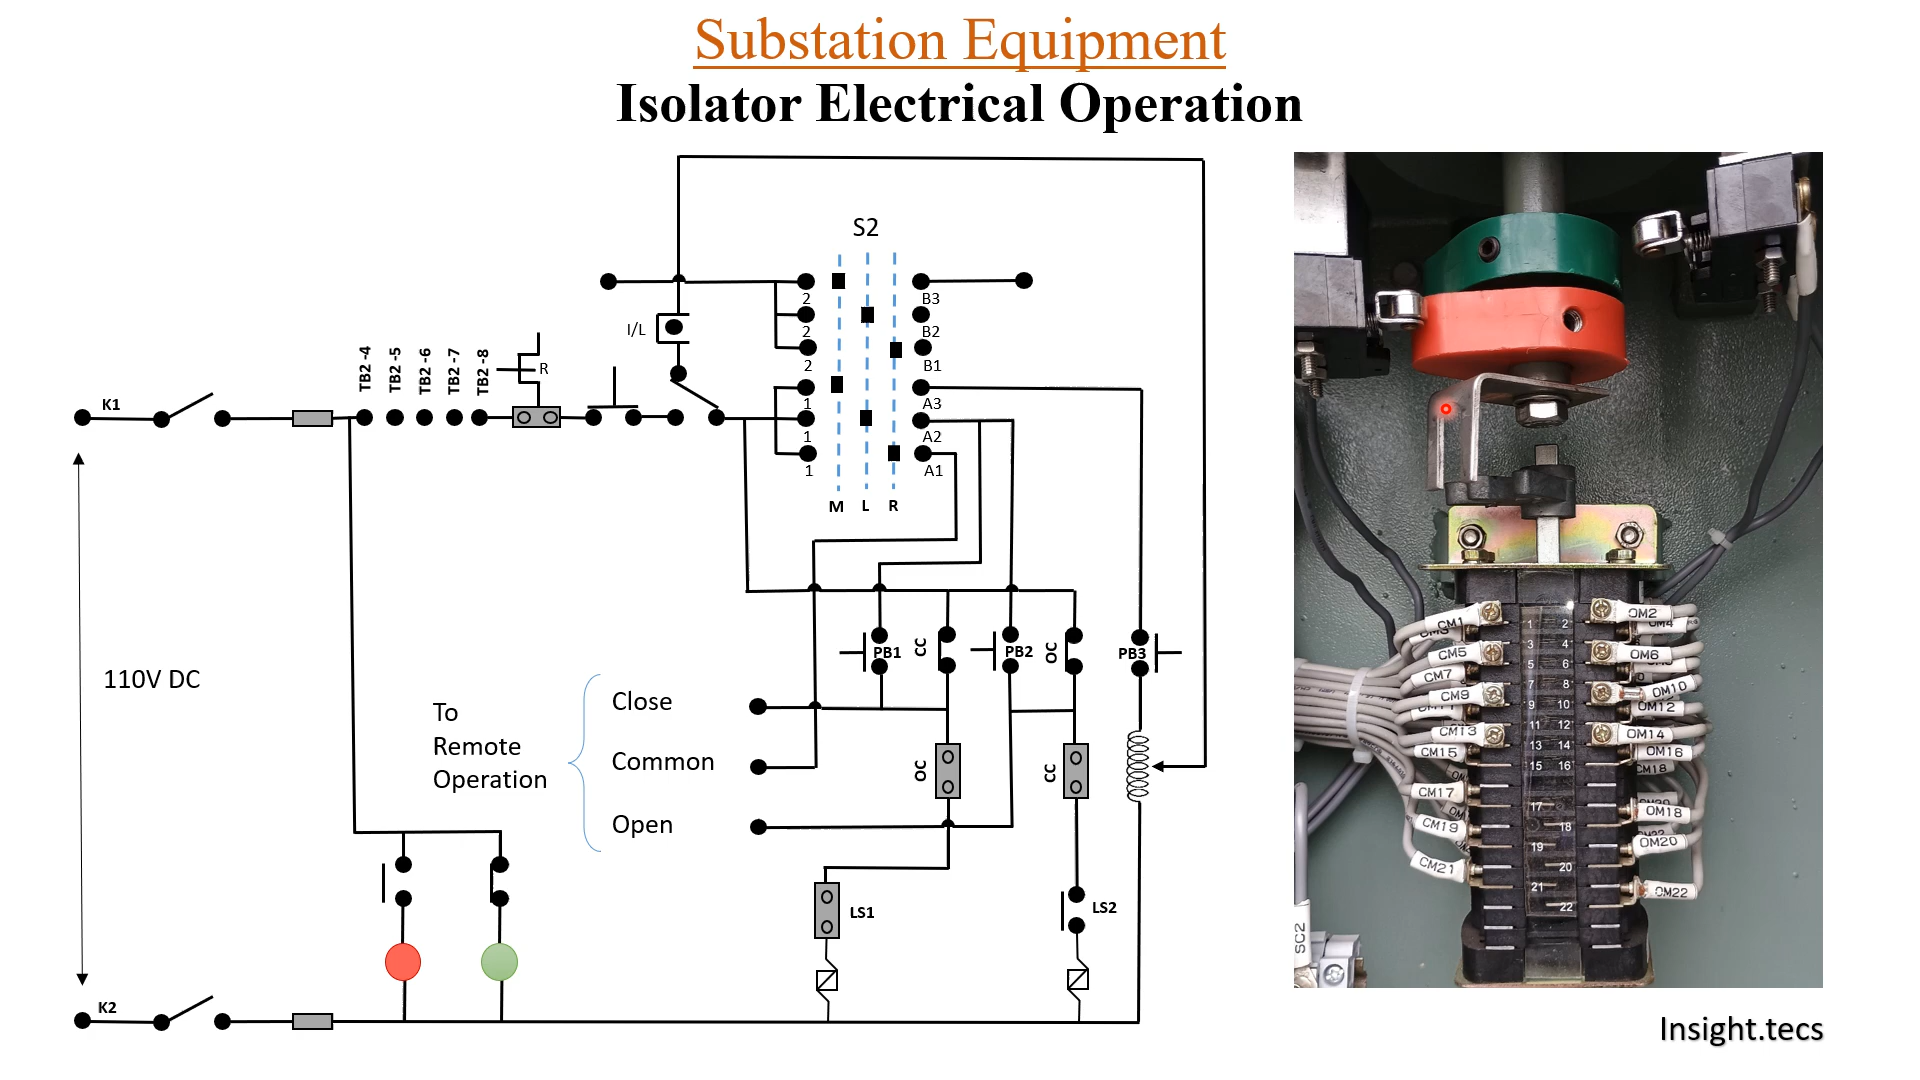 Substation Equipment
Isolator Electrical Operation
S2
2
B3
2
B2
2
B1
1
A3
1
A2
1
A1
M L R
I/L
R
TB2 -4
TB2 -5
TB2 -6
TB2 -7
TB2 -8
K1
110V DC
K2
To
Remote
Operation
Close
Common
Open
PB1
CC
PB2
OC
PB3
OC
CC
LS1
LS2
CM1
CM5
CM7
CM9
CM13
CM15
CM17
CM19
CM21
1 2
3 4
5 6
7 8
9 10
11 12
13 14
15 16
17
18
19
20
21
22
OM2
OM6
OM10
OM12
OM14
OM16
CM18
OM18
OM20
OM22
SC2
Insight.tecs